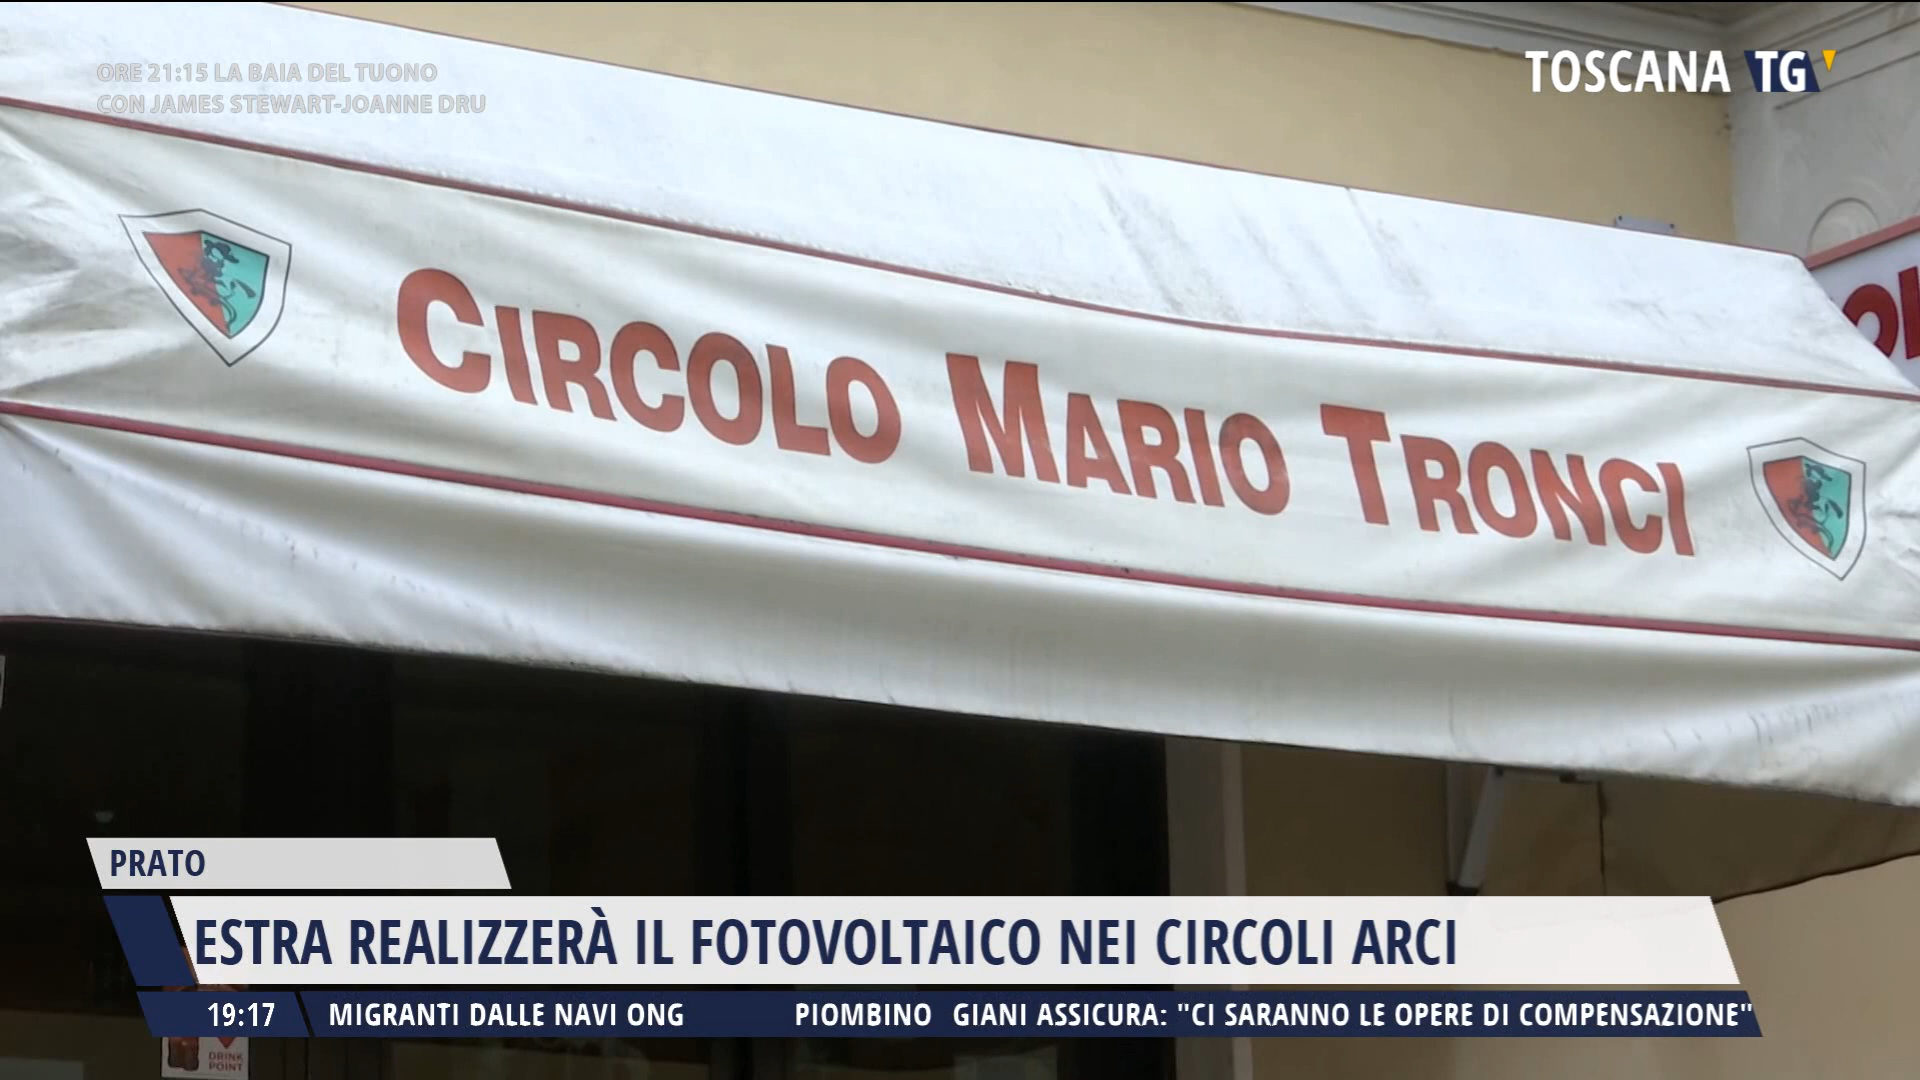 ORE 21:15 LA BAIA DEL TUONO
CON JAMES STEWART-JOANNE DRU
TOSCANA TG
CIRCOLO MARIO TRONCI
PRATO
ESTRA REALIZZERÀ IL FOTOVOLTAICO NEI CIRCOLI ARCI
19:17 MIGRANTI DALLE NAVI ONG PIOMBINO GIANI ASSICURA: "CI SARANNO LE OPERE DI COMPENSAZIONE"
DRINK
POINT